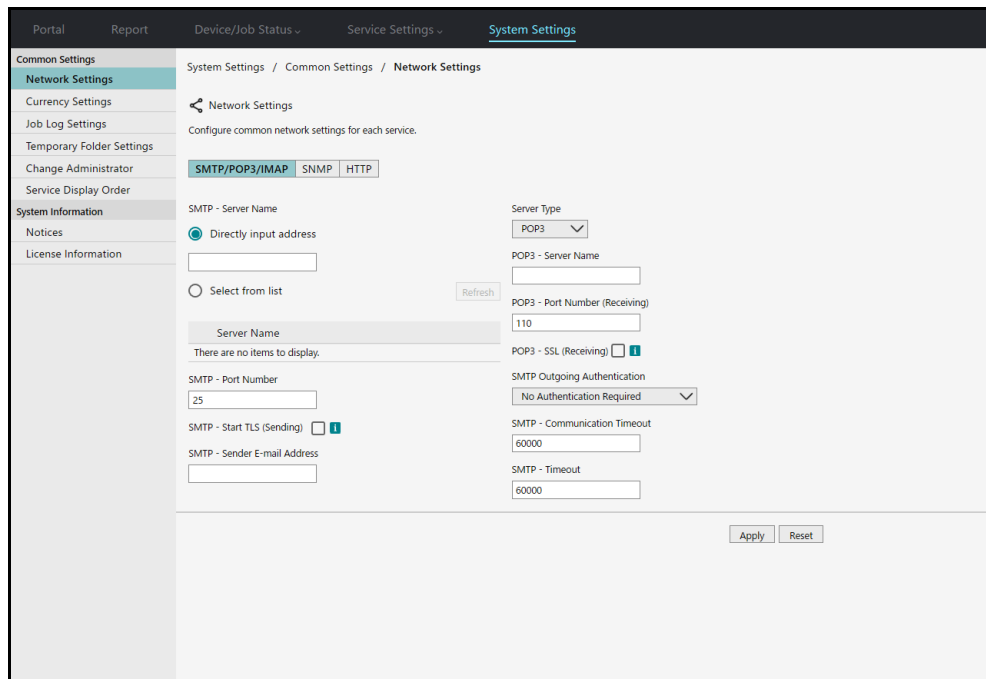 Portal Report Device/Job Status Service Settings System Settings
Common Settings
Network Settings
Currency Settings
Job Log Settings
Temporary Folder Settings
Change Administrator
Service Display Order
System Information
Notices
License Information
System Settings / Common Settings / Network Settings
Network Settings
Configure common network settings for each service.
SMTP/POP3/IMAP SNMP HTTP
SMTP - Server Name
Directly input address
Select from list Refresh
Server Name
There are no items to display.
SMTP - Port Number
25
SMTP - Start TLS (Sending) i
SMTP - Sender E-mail Address
Server Type
POP3
POP3 - Server Name
POP3 - Port Number (Receiving)
110
POP3 - SSL (Receiving) i
SMTP Outgoing Authentication
No Authentication Required
SMTP - Communication Timeout
60000
SMTP - Timeout
60000
Apply Reset